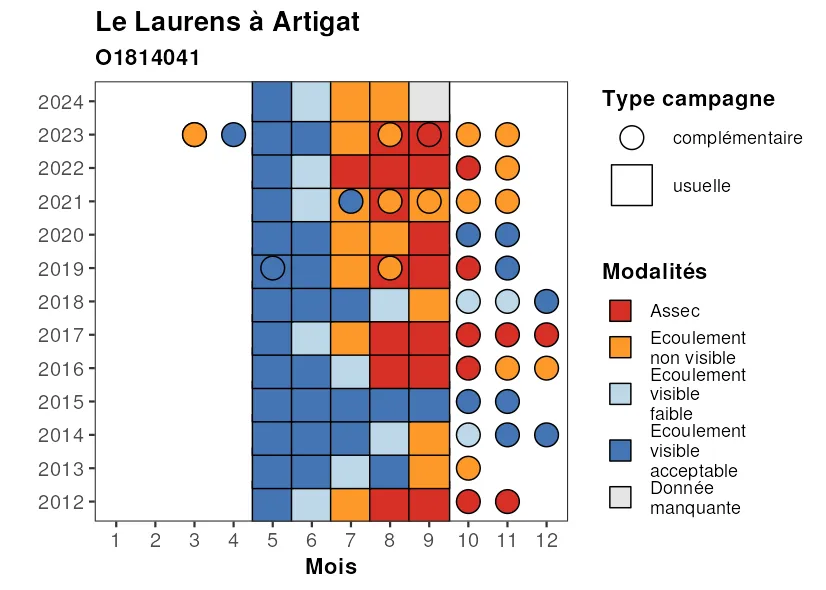 Le Laurens à Artigat
O1814041
2024
2023
2022
2021
2020
2019
2018
2017
2016
2015
2014
2013
2012
1 2 3 4 5 6 7 8 9 10 11 12
Mois
Type campagne
complémentaire
usuelle
Modalités
Assec
Ecoulement
non visible
Ecoulement
visible
faible
Ecoulement
visible
acceptable
Donnée
manquante